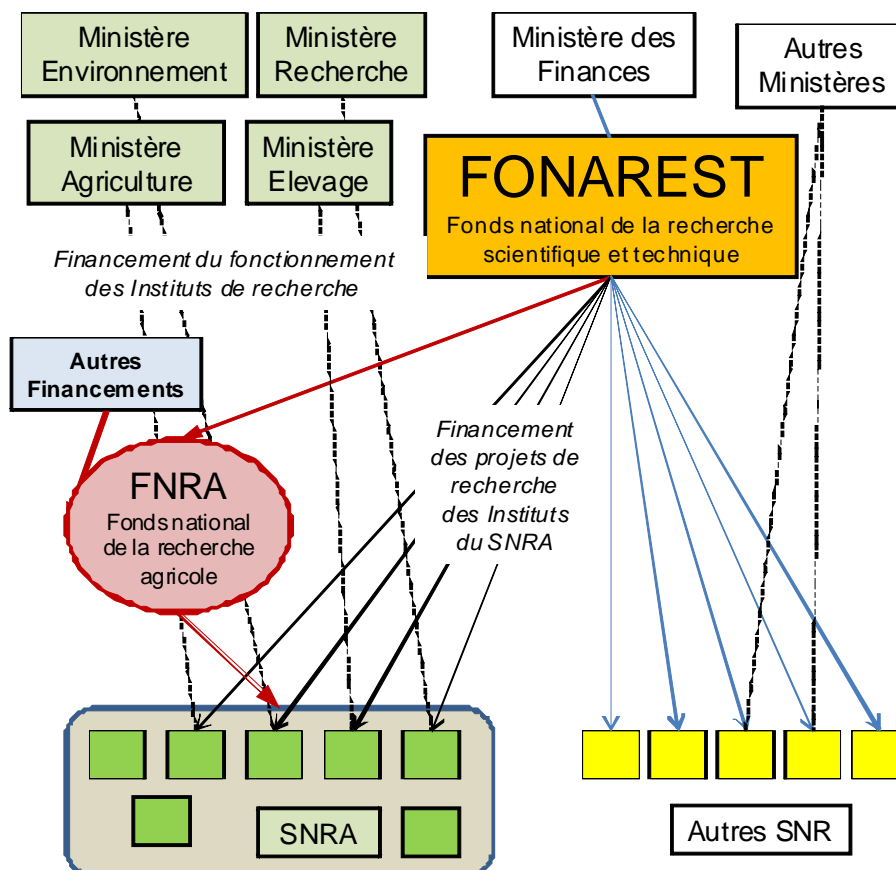 Ministère
Environnement
Ministère
Recherche
Ministère des
Finances
Autres
Ministères
Ministère
Agriculture
Ministère
Elevage
FONAREST
Fonds national de la recherche
scientifique et technique
Financement du fonctionnement
des Instituts de recherche
Autres
Financements
Financement
des projets de
recherche
des Instituts
du SNRA
FNRA
Fonds national
de la recherche
agricole
SNRA
Autres SNR